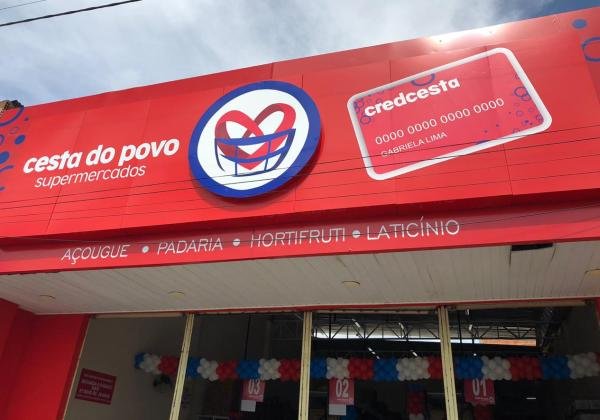 cesta do povo
supermercados
credcesta
0000 0000 0000 0000
GABRIELA LIMA
AÇOUGUE • PADARIA • HORTIFRUTI • LATICÍNIO
03
02
01